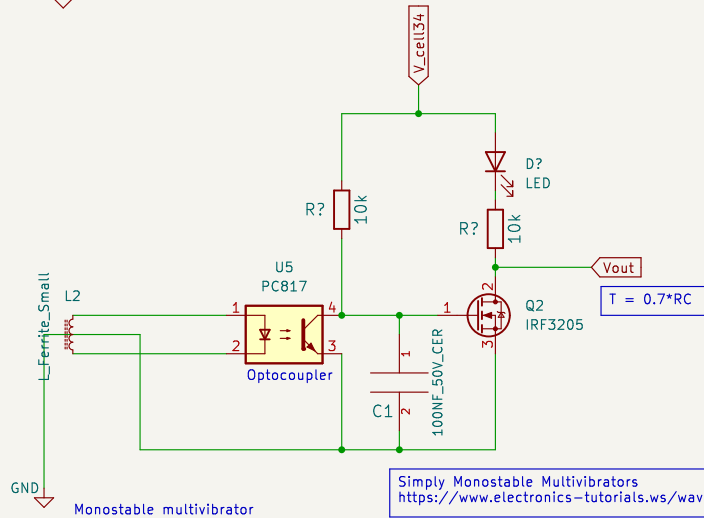 V_cell34
D?
LED
R?
10k
R?
10k
Vout
T = 0.7*RC
U5
PC817
L2
L_Ferrite_Small
1
2
4
3
Optocoupler
1
2
3
Q2
IRF3205
C1
1
2
100NF_50V_CER
GND
Monostable multivibrator
Simply Monostable Multivibrators
https://www.electronics-tutorials.ws/wav